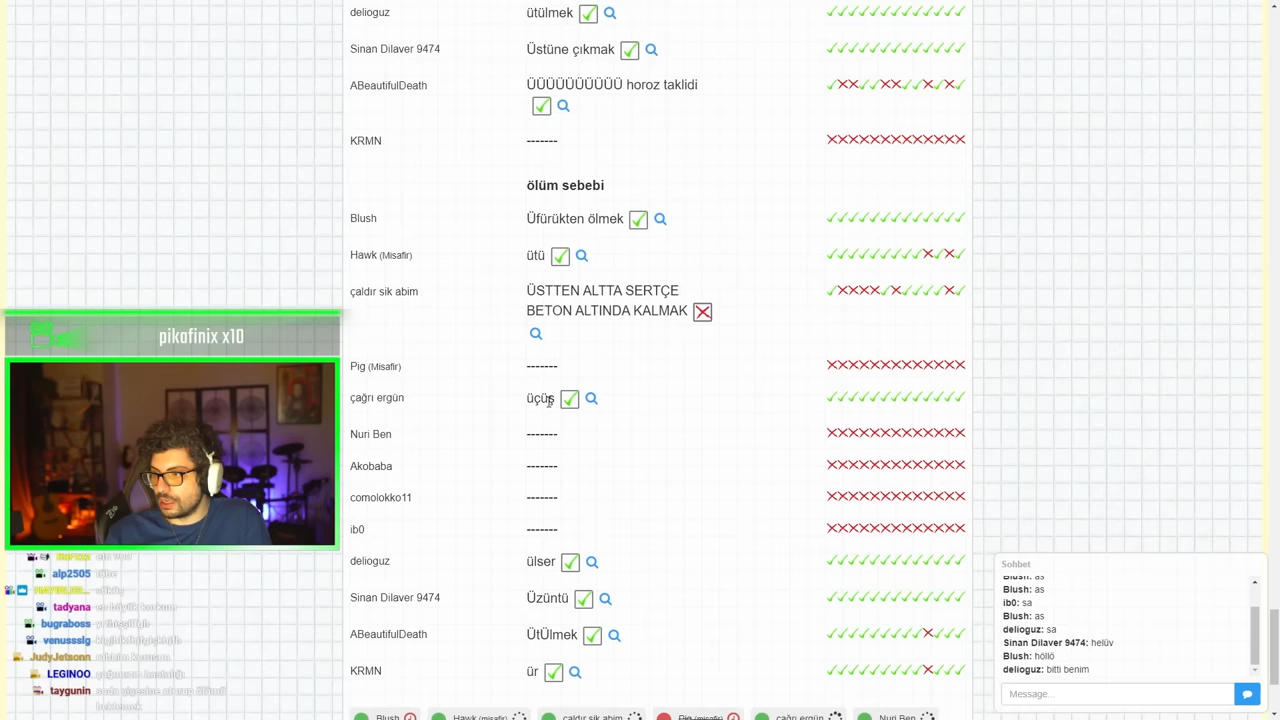 delioguz ütülmek
Sinan Dilaver 9474 Üstüne çıkmak
ABeautifulDeath ÜÜÜÜÜÜÜÜÜÜ horoz taklidi
KRMN -------
ölüm sebebi
Blush Üfürükten ölmek
Hawk (Misafir) ütü
çaldır sik abim ÜSTTEN ALTTA SERTÇE
BETON ALTINDA KALMAK
pikafinix x10
Pig (Misafir) -------
çağrı ergün üçüş
Nuri Ben -------
Akobaba -------
comolokko11 -------
ib0 -------
delioguz ülser
Sinan Dilaver 9474 Üzüntü
ABeautifulDeath ÜtÜlmek
KRMN ür
Blush Hawk (misafir) çaldır sik abim Pig (misafir) çağrı ergün Nuri Ben
alp2505
tadyana
bugraboss
venusssig
JudyJetsonn
LEGINOO
taygunin
beklemek
Sohbet
Blush: as
Blush: as
ib0: sa
Blush: as
delioguz: sa
Sinan Dilaver 9474: helüv
Blush: höllö
delioguz: bitti benim
Message...